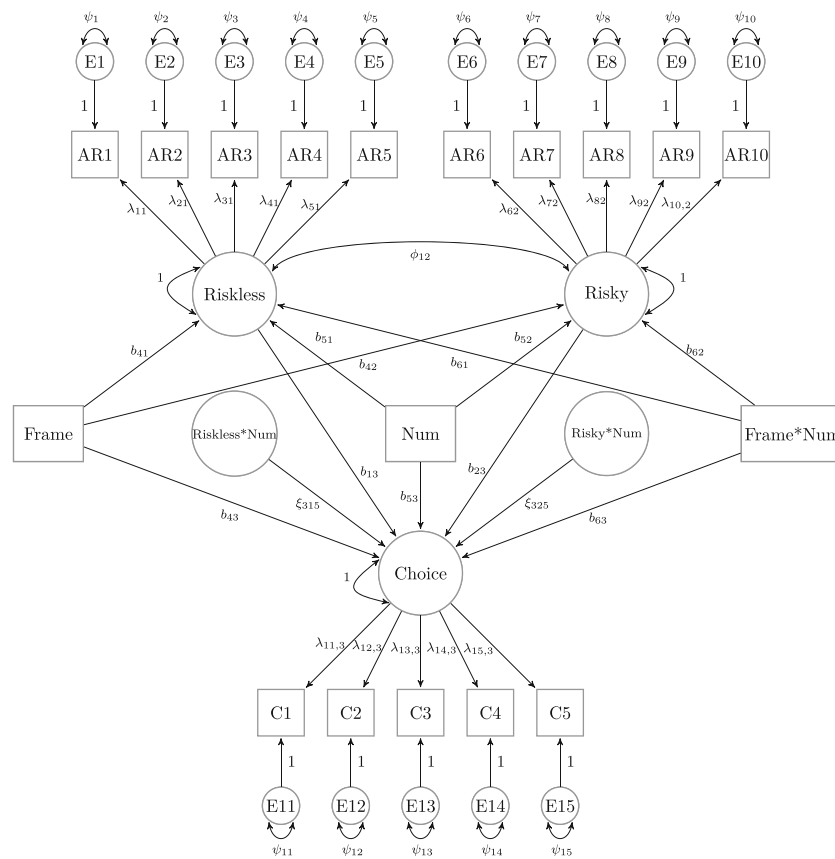 ψ₁ ψ₂ ψ₃ ψ₄ ψ₅ ψ₆ ψ₇ ψ₈ ψ₉ ψ₁₀
E1 E2 E3 E4 E5 E6 E7 E8 E9 E10
1 1 1 1 1 1 1 1 1 1
AR1 AR2 AR3 AR4 AR5 AR6 AR7 AR8 AR9 AR10
λ₁₁ λ₂₁ λ₃₁ λ₄₁ λ₅₁ λ₆₂ λ₇₂ λ₈₂ λ₉₂ λ₁₀,₂
ϕ₁₂
1 Riskless Risky 1
b₄₁ b₅₁ b₄₂ b₅₂ b₆₁ b₆₂
Frame Riskless*Num Num Risky*Num Frame*Num
b₄₃ ξ₃₁₅ b₁₃ b₅₃ b₂₃ ξ₃₂₅ b₆₃
1 Choice
λ₁₁,₃ λ₁₂,₃ λ₁₃,₃ λ₁₄,₃ λ₁₅,₃
C1 C2 C3 C4 C5
1 1 1 1 1
E11 E12 E13 E14 E15
ψ₁₁ ψ₁₂ ψ₁₃ ψ₁₄ ψ₁₅